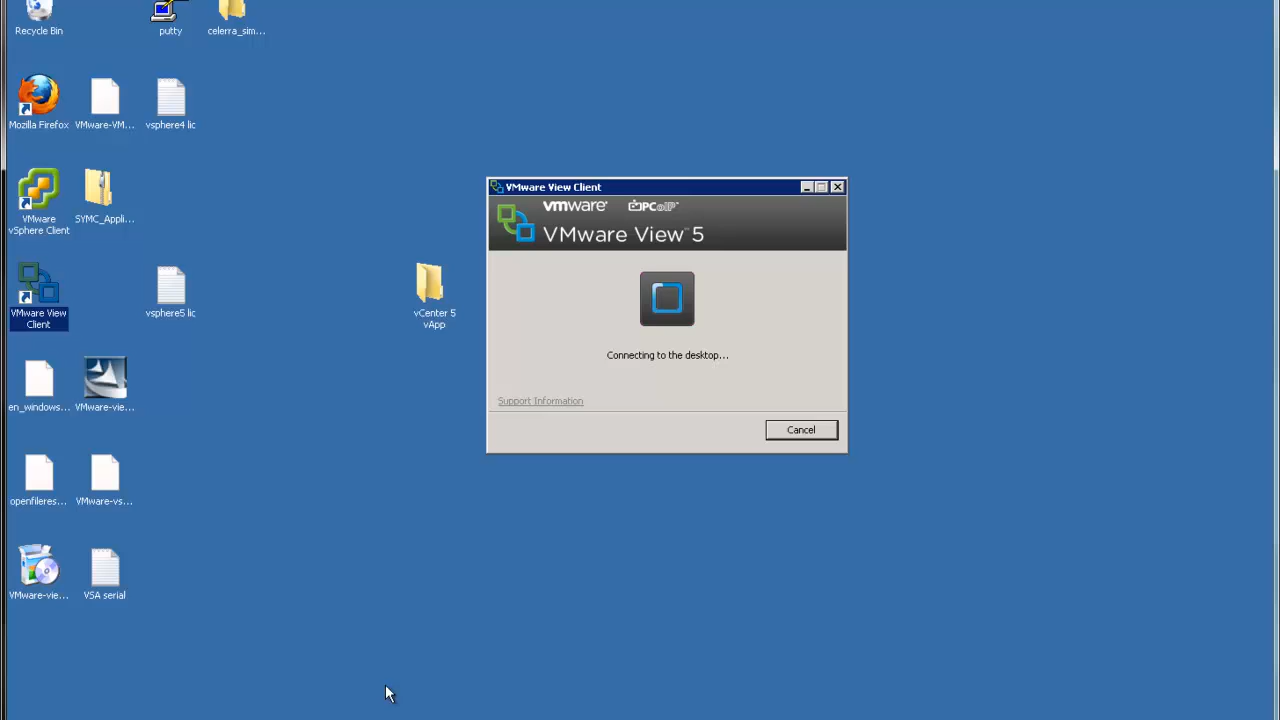 Recycle Bin
putty
celerra_sim...
Mozilla Firefox
VMware-VM...
vsphere4 lic
VMware
vSphere Client
SYMC_Appli...
VMware View
Client
vsphere5 lic
vCenter 5
vApp
en_windows...
VMware-vie...
openfileres...
VMware-vs...
VMware-vie...
VSA serial
VMware View Client
vmware PCoIP
VMware View™ 5
Connecting to the desktop...
Support Information
Cancel